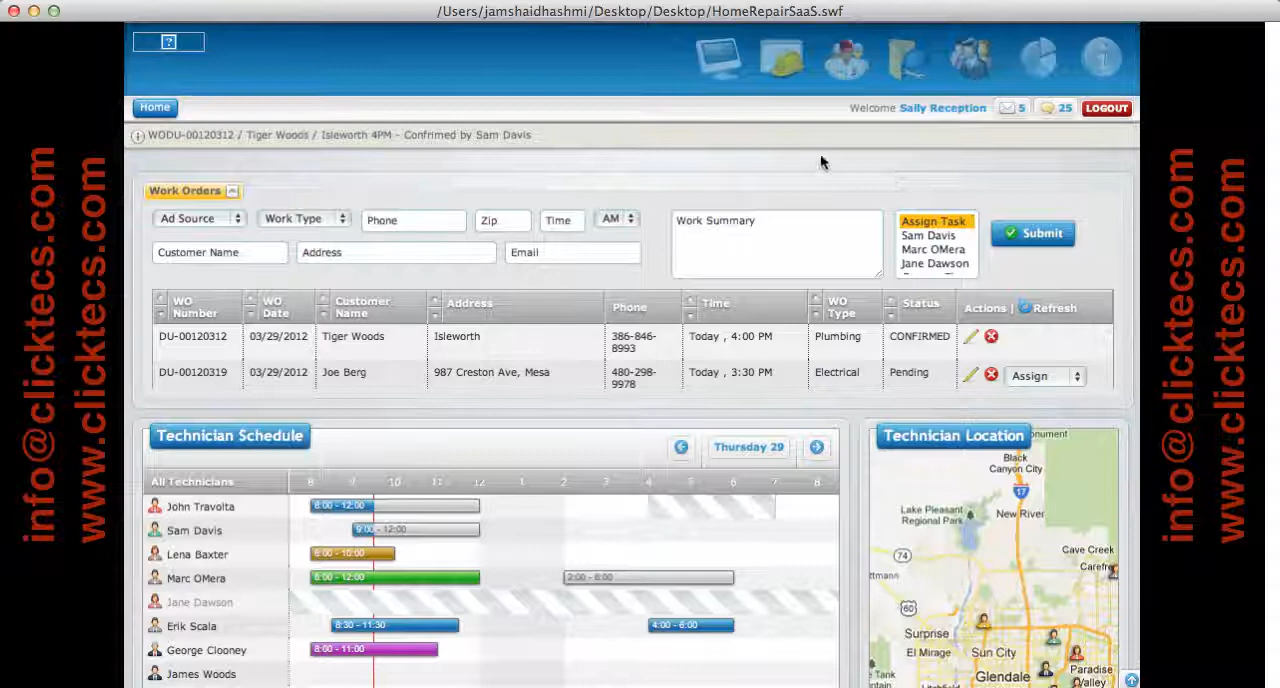 /Users/jamshaidhashmi/Desktop/Desktop/HomeRepairSaaS.swf
?
Home
Welcome Sally Reception 5 25 LOGOUT
WODU-00120312 / Tiger Woods / Isleworth 4PM - Confirmed by Sam Davis
Work Orders
Ad Source Work Type Phone Zip Time AM
Customer Name Address Email
Work Summary
Assign Task
Sam Davis
Marc OMera
Jane Dawson
Submit
WO Number WO Date Customer Name Address Phone Time WO Type Status Actions | Refresh
DU-00120312 03/29/2012 Tiger Woods Isleworth 386-846-8993 Today , 4:00 PM Plumbing CONFIRMED
DU-00120319 03/29/2012 Joe Berg 987 Creston Ave, Mesa 480-298-9978 Today , 3:30 PM Electrical Pending Assign
Technician Schedule
Thursday 29
All Technicians 8 9 10 11 12 1 2 3 4 5 6 7 8
John Travolta 8:00 - 12:00
Sam Davis 9:00 - 12:00
Lena Baxter 8:00 - 10:00
Marc OMera 8:00 - 12:00 2:00 - 6:00
Jane Dawson
Erik Scala 8:30 - 11:30 4:00 - 6:00
George Clooney 8:00 - 11:00
James Woods
Technician Location
onument
Black
Canyon City
17
Lake Pleasant
Regional Park
New River
74
Cave Creek
Carefre
ttmann
60
Surprise
El Mirage
Sun City
Glendale
Paradise
Valley
info@clicktecs.com
www.clicktecs.com
info@clicktecs.com
www.clicktecs.com